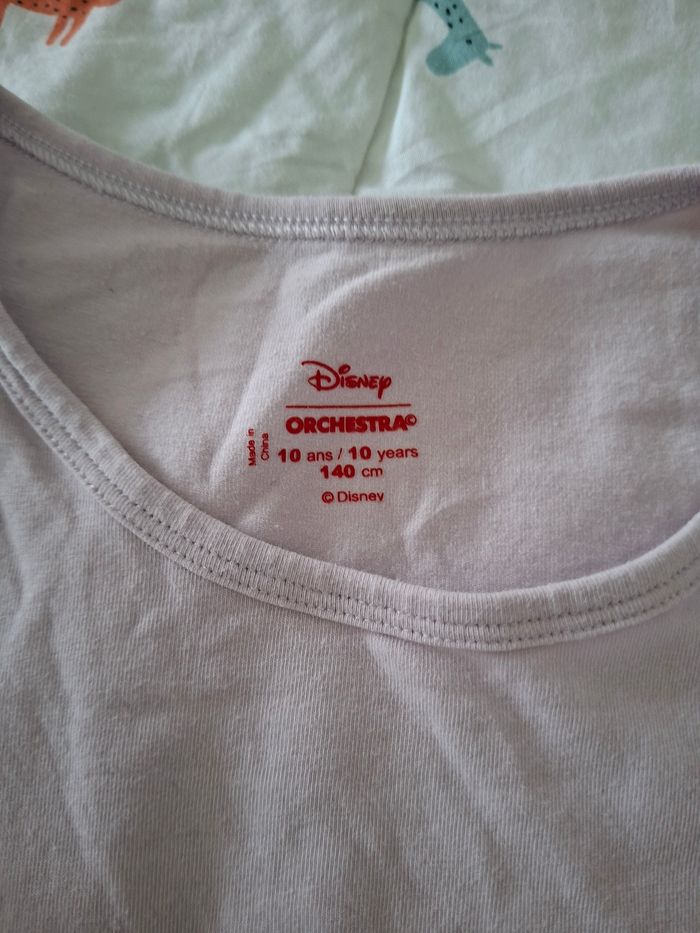 Disney
ORCHESTRA©
Made in
China
10 ans / 10 years
140 cm
© Disney